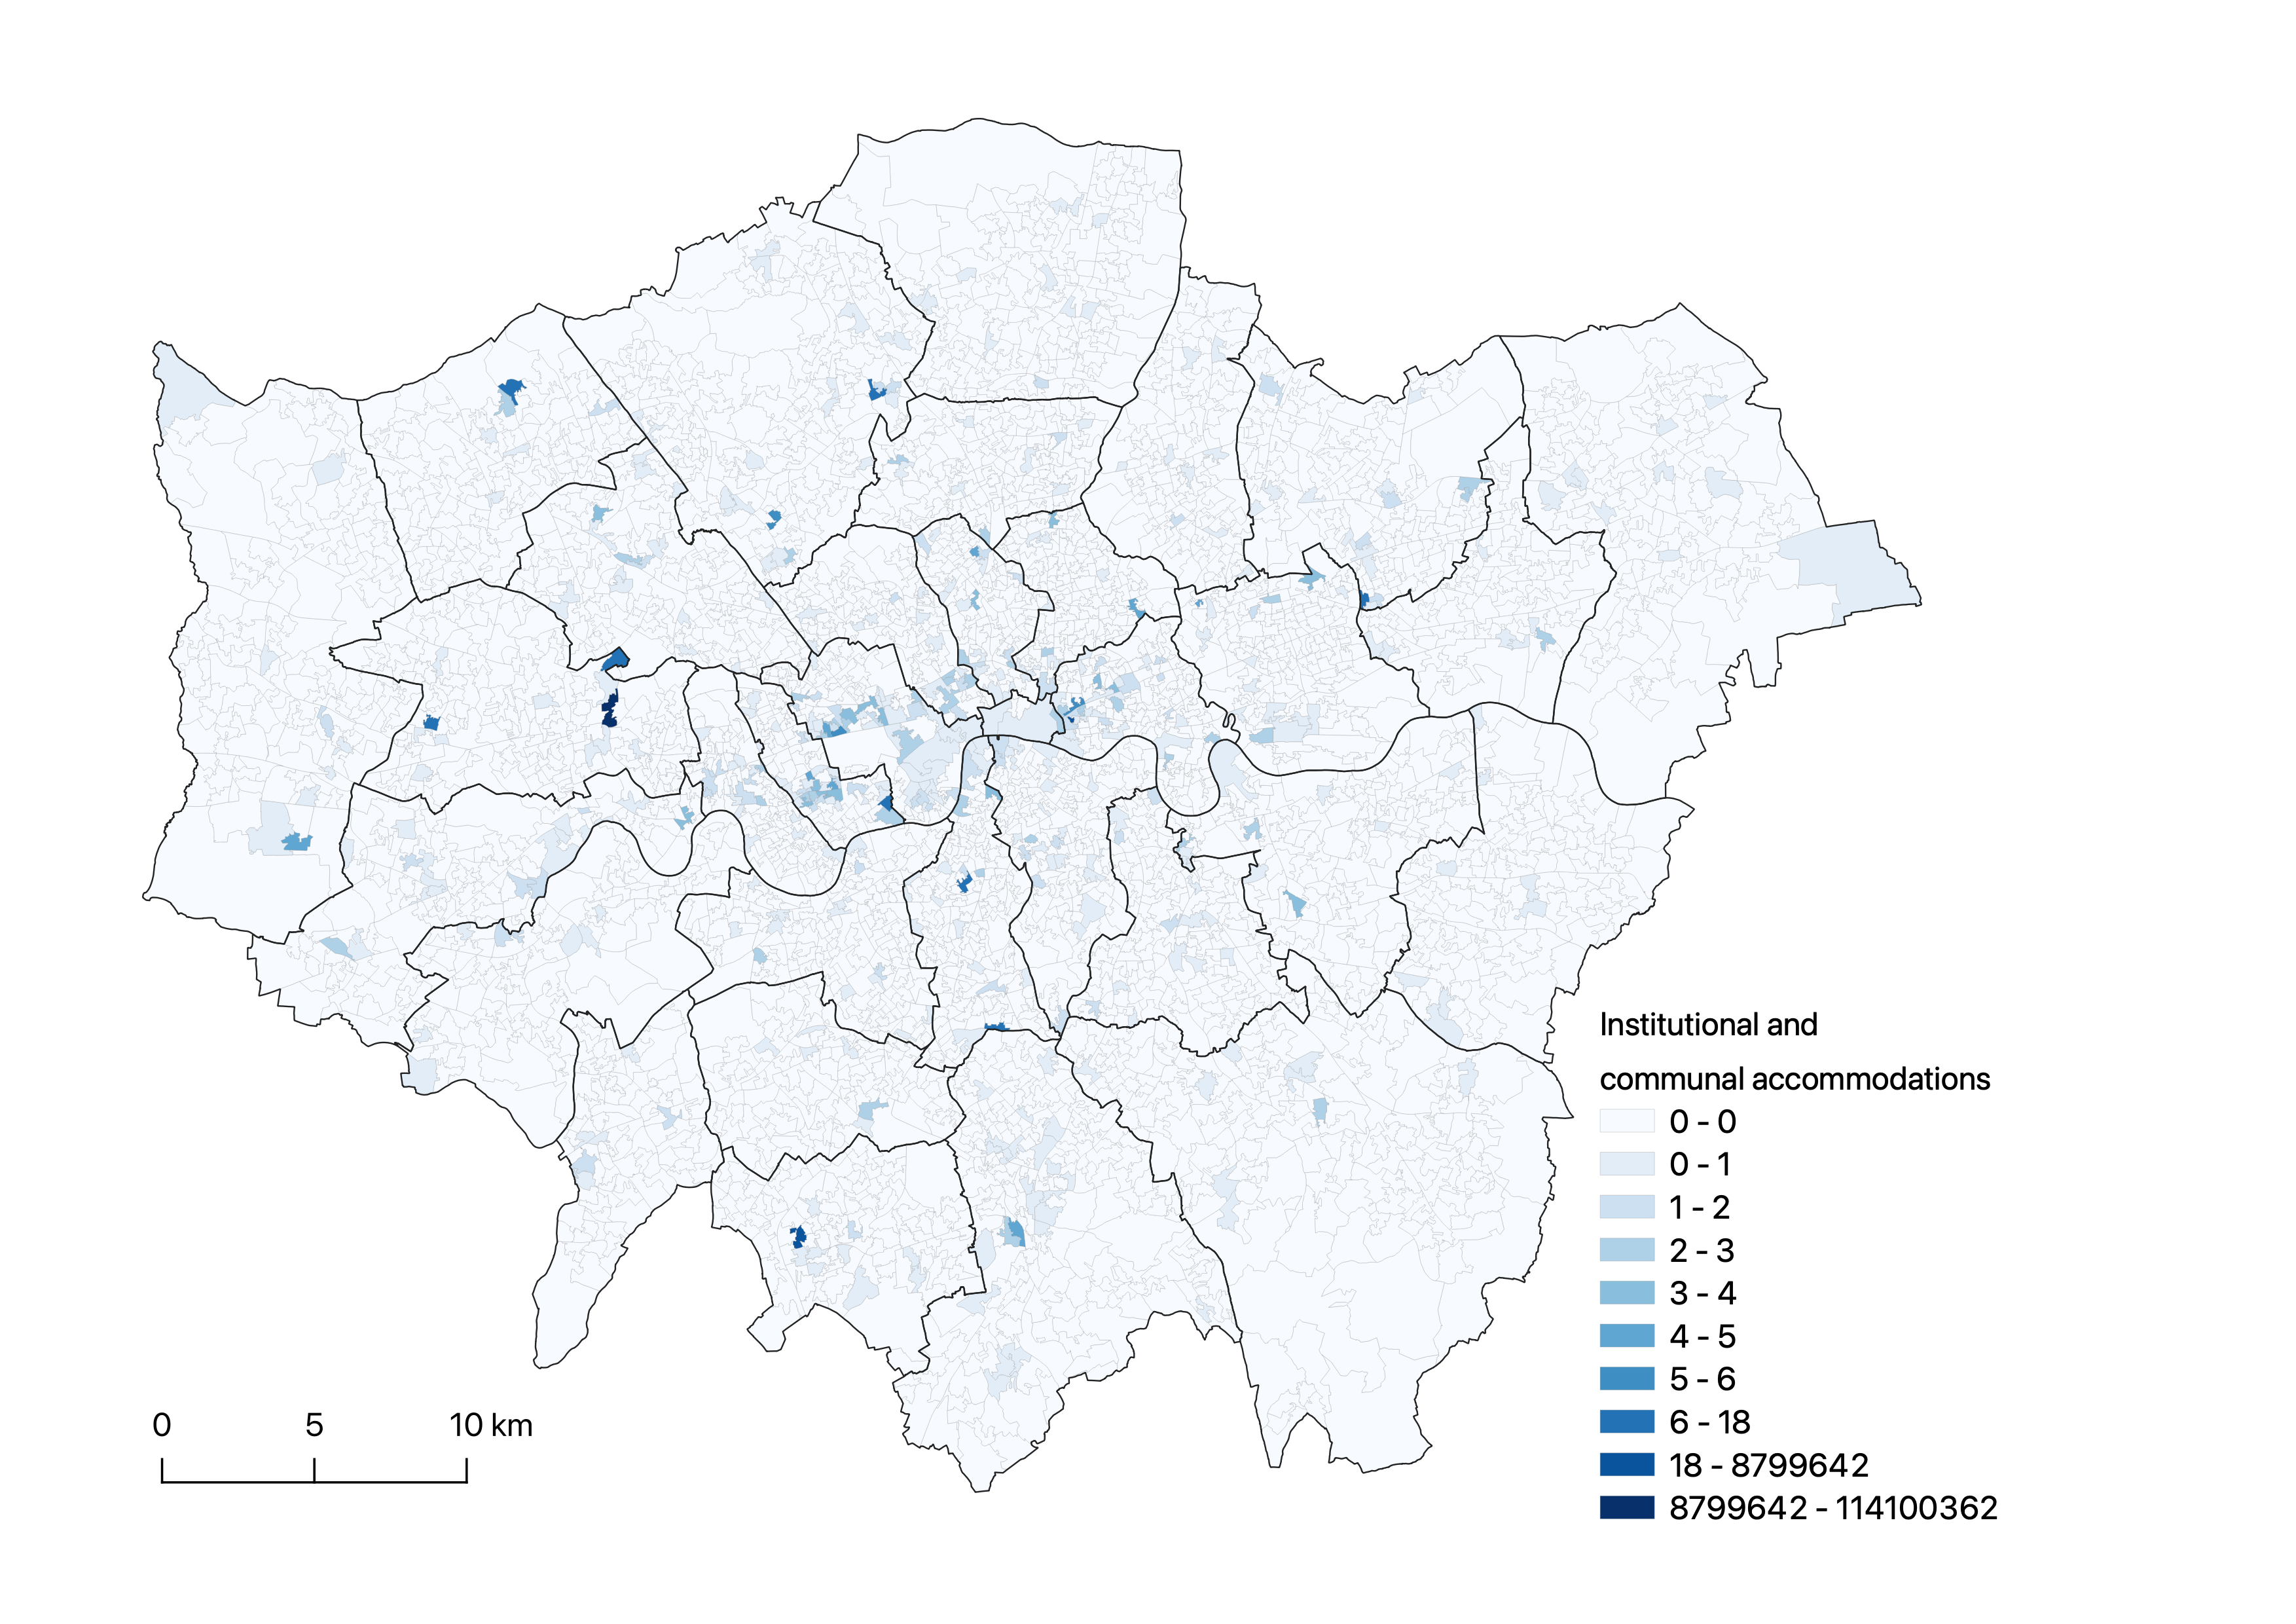 Institutional and
communal accommodations
0 - 0
0 - 1
1 - 2
2 - 3
3 - 4
4 - 5
5 - 6
6 - 18
18 - 8799642
8799642 - 114100362
0 5 10 km